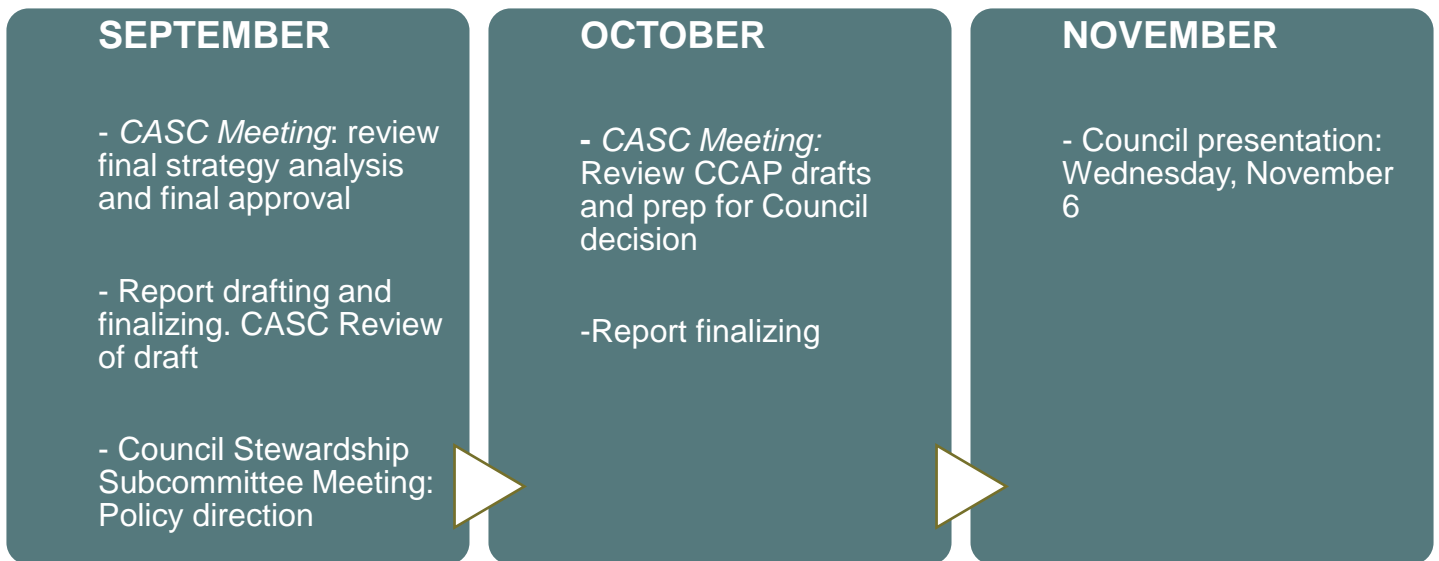 SEPTEMBER
- CASC Meeting: review
final strategy analysis
and final approval
- Report drafting and
finalizing. CASC Review
of draft
- Council Stewardship
Subcommittee Meeting:
Policy direction
OCTOBER
- CASC Meeting:
Review CCAP drafts
and prep for Council
decision
-Report finalizing
NOVEMBER
- Council presentation:
Wednesday, November
6